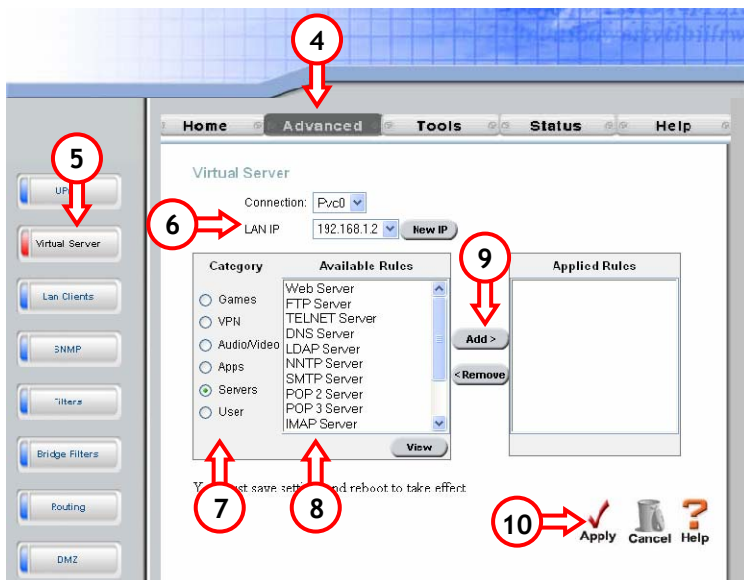 4
Home Advanced Tools Status Help
5
Virtual Server
Virtual Server
Lan Clients
SNMP
Filters
Bridge Filters
Routing
DMZ
Connection: Pvc0
6
LAN IP 192.168.1.2 New IP
Category Available Rules
9
Applied Rules
Games
VPN
Audio/Video
Apps
Servers
User
Web Server
FTP Server
TELNET Server
DNS Server
LDAP Server
NNTP Server
SMTP Server
POP 2 Server
POP 3 Server
IMAP Server
Add >
<Remove
View
7
8
must save settings and reboot to take effect
10
Apply Cancel Help